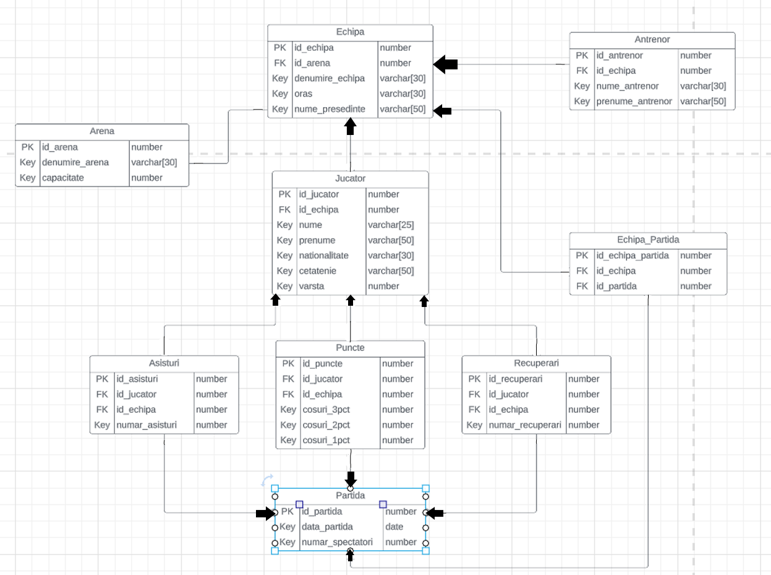 Echipa
PK id_echipa number
FK id_arena number
Key denumire_echipa varchar[30]
Key oras varchar[30]
Key nume_presedinte varchar[50]
Antrenor
PK id_antrenor number
FK id_echipa number
Key nume_antrenor varchar[30]
Key prenume_antrenor varchar[50]
Arena
PK id_arena number
Key denumire_arena varchar[30]
Key capacitate number
Jucator
PK id_jucator number
FK id_echipa number
Key nume varchar[25]
Key prenume varchar[50]
Key nationalitate varchar[30]
Key cetatenie varchar[50]
Key varsta number
Echipa_Partida
PK id_echipa_partida number
FK id_echipa number
FK id_partida number
Asisturi
PK id_asisturi number
FK id_jucator number
FK id_echipa number
Key numar_asisturi number
Puncte
PK id_puncte number
FK id_jucator number
FK id_echipa number
Key cosuri_3pct number
Key cosuri_2pct number
Key cosuri_1pct number
Recuperari
PK id_recuperari number
FK id_jucator number
FK id_echipa number
Key numar_recuperari number
Partida
PK id_partida number
Key data_partida date
Key numar_spectatori number